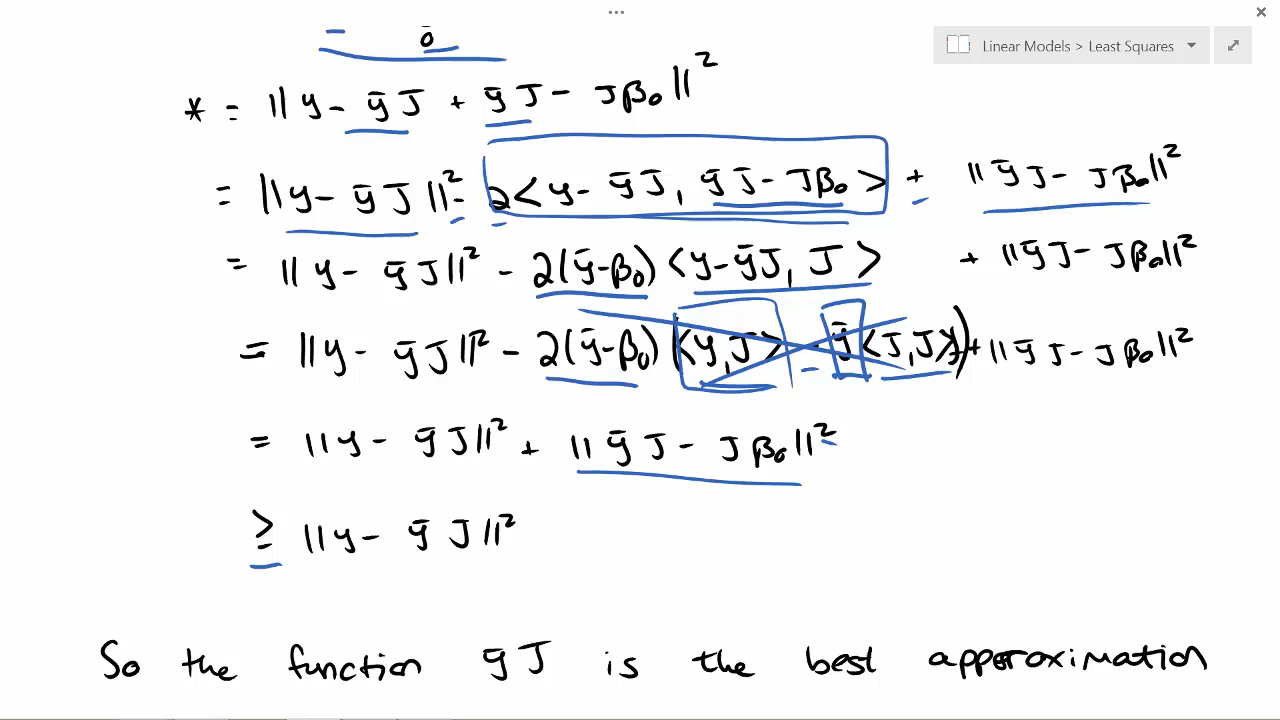 Linear Models > Least Squares
0
* = ||y - ȳJ + ȳJ - Jβ₀||²
= ||y - ȳJ||² - 2<y - ȳJ, ȳJ - Jβ₀> + ||ȳJ - Jβ₀||²
= ||y - ȳJ||² - 2(ȳ-β₀) <y-ȳJ, J> + ||ȳJ - Jβ₀||²
= ||y - ȳJ||² - 2(ȳ-β₀) (<y,J> - ȳ<J,J>) + ||ȳJ - Jβ₀||²
= ||y - ȳJ||² + ||ȳJ - Jβ₀||²
≥ ||y - ȳJ||²
So the function ȳJ is the best approximation